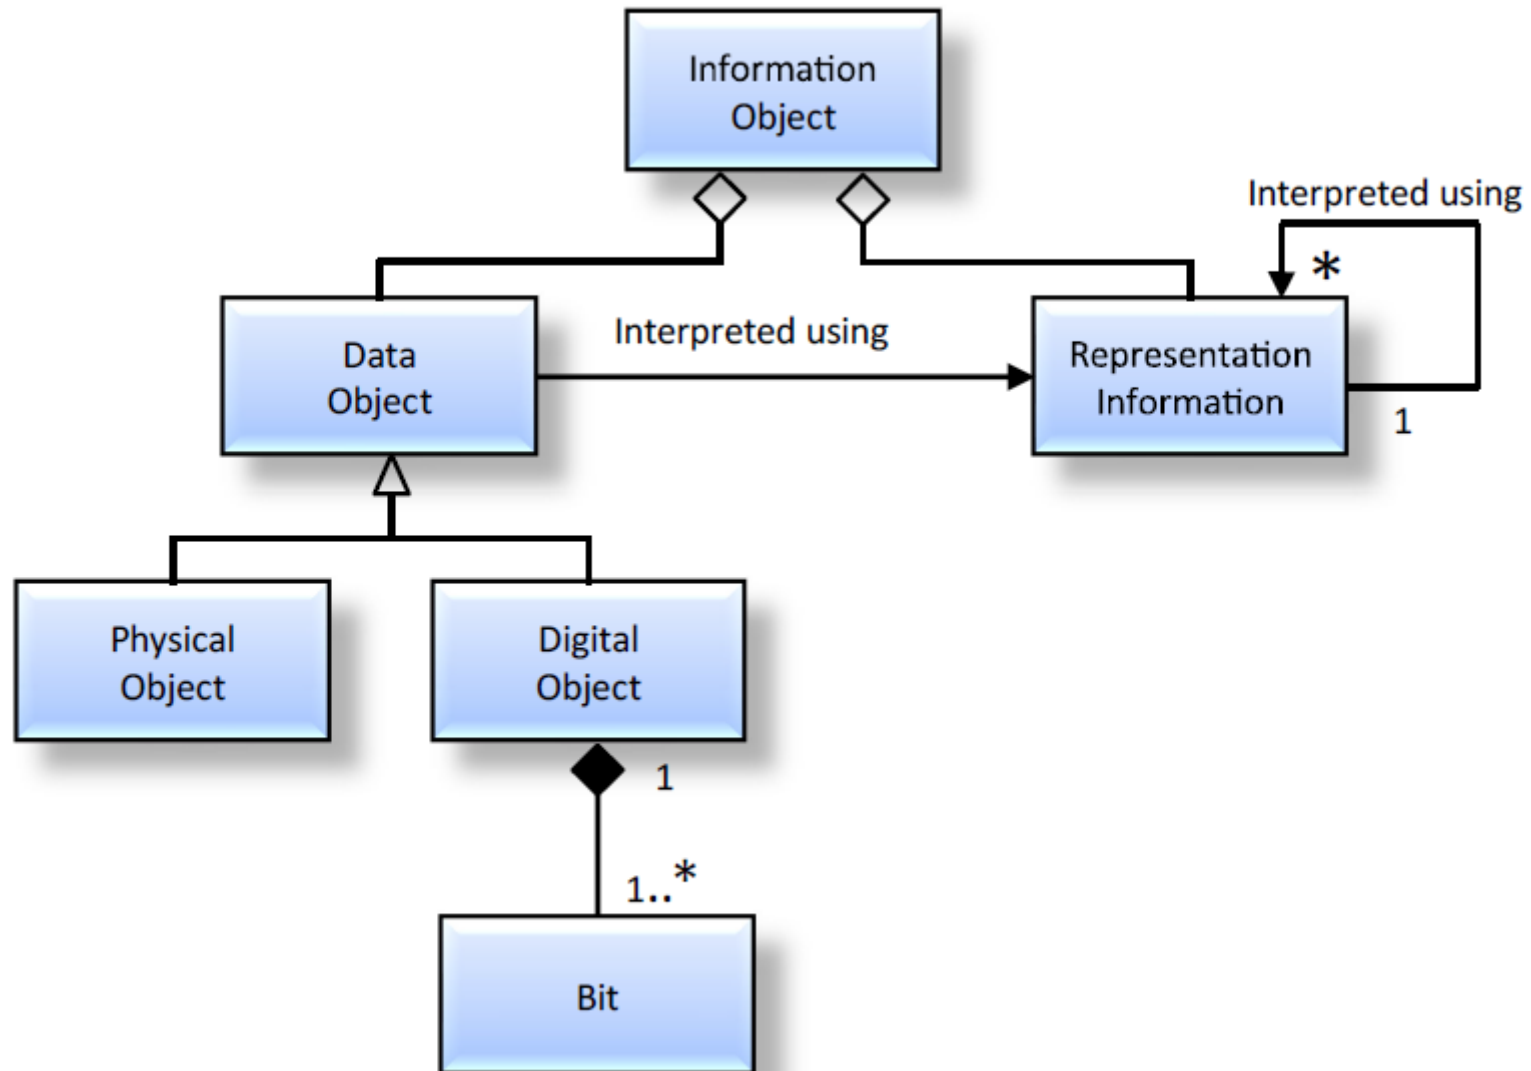 Information
Object
Interpreted using
*
Interpreted using
Data
Object
Representation
Information
1
Physical
Object
Digital
Object
1
1..*
Bit